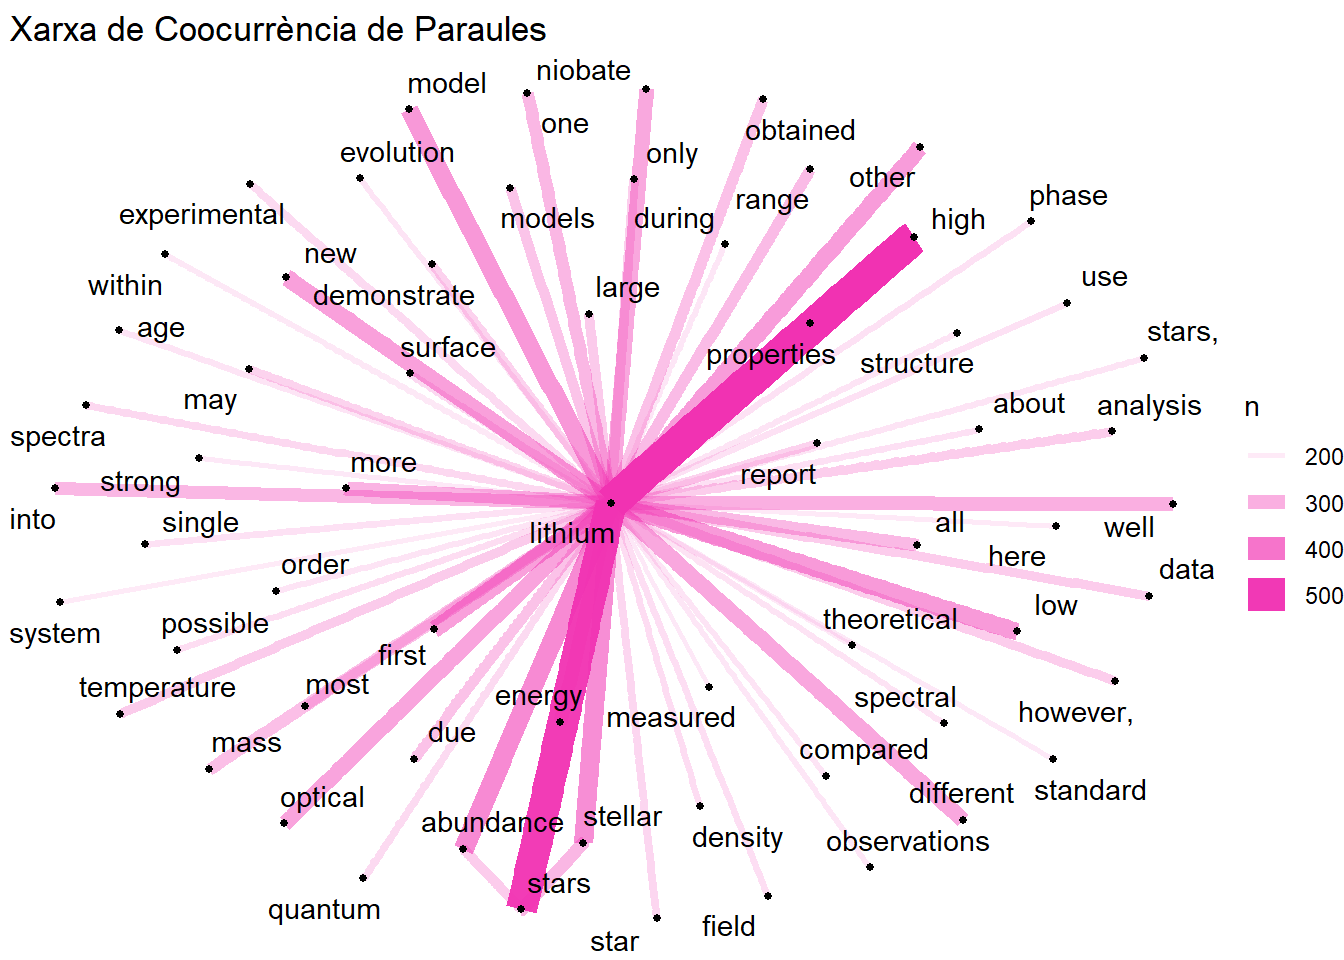 Xarxa de Coocurrència de Paraules
model
niobate
one
obtained
evolution
only
other
range
phase
experimental
models
during
high
new
within
demonstrate
large
use
age
surface
properties
structure
stars,
may
about
analysis
n
spectra
more
report
200
strong
into
single
lithium
all
well
300
order
here
data
400
system
possible
theoretical
low
500
first
temperature
most
energy
measured
spectral
however,
mass
due
compared
optical
abundance
stellar
different
standard
density
observations
stars
quantum
star
field